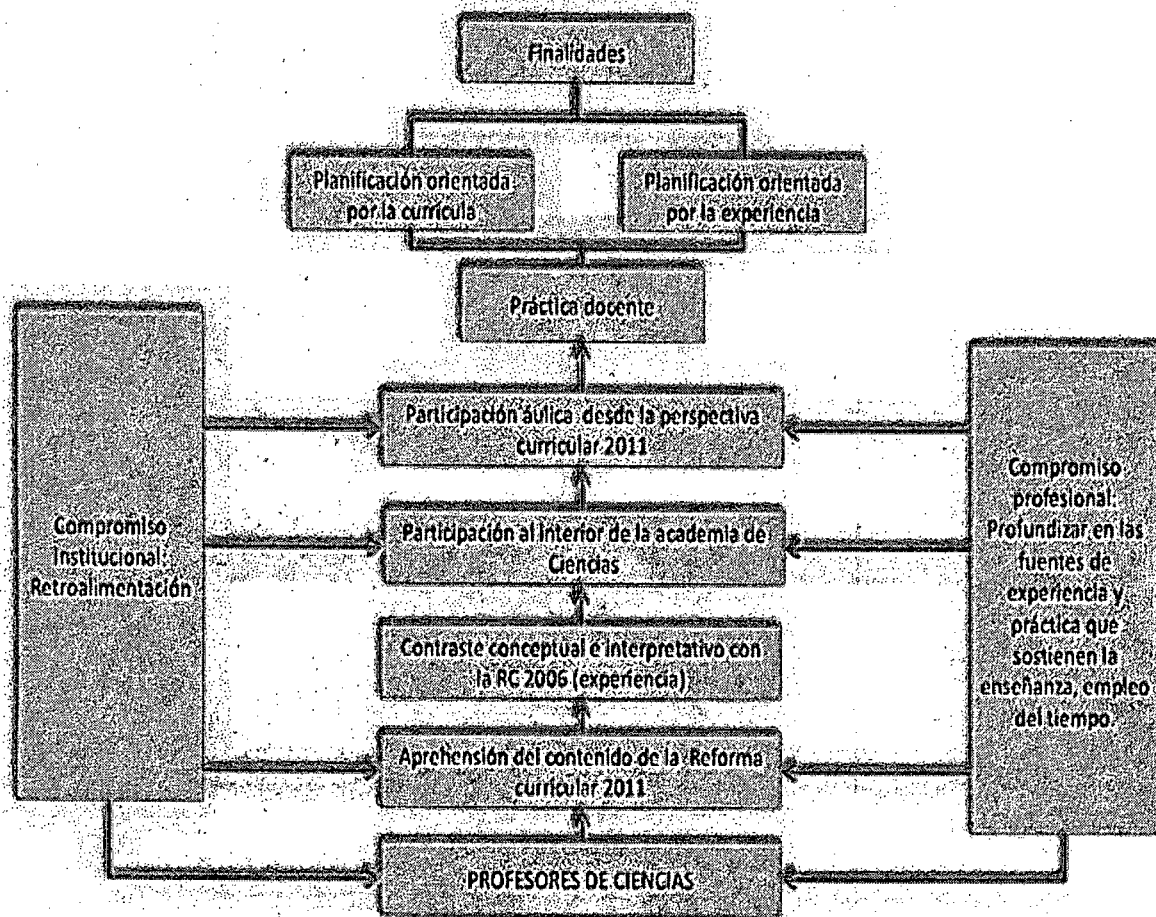 Finalidades
Planificación orientada
por la currícula
Planificación orientada
por la experiencia
Práctica docente
Participación áulica desde la perspectiva
curricular 2011
Participación al interior de la academia de
Ciencias
Contraste conceptual e interpretativo con
la RC 2006 (experiencia)
Aprehensión del contenido de la Reforma
curricular 2011
PROFESORES DE CIENCIAS
Compromiso
Institucional:
Retroalimentación
Compromiso
profesional:
Profundizar en las
fuentes de
experiencia y
práctica que
sostienen la
enseñanza, empleo
del tiempo.